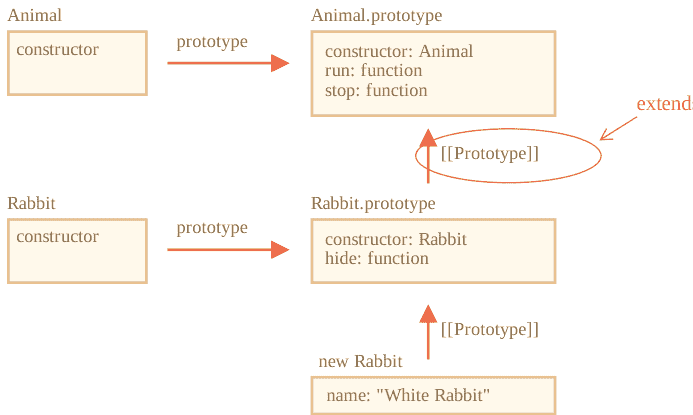 Animal
Animal.prototype
constructor
prototype
constructor: Animal
run: function
stop: function
extends
[[Prototype]]
Rabbit
Rabbit.prototype
constructor
prototype
constructor: Rabbit
hide: function
[[Prototype]]
new Rabbit
name: "White Rabbit"